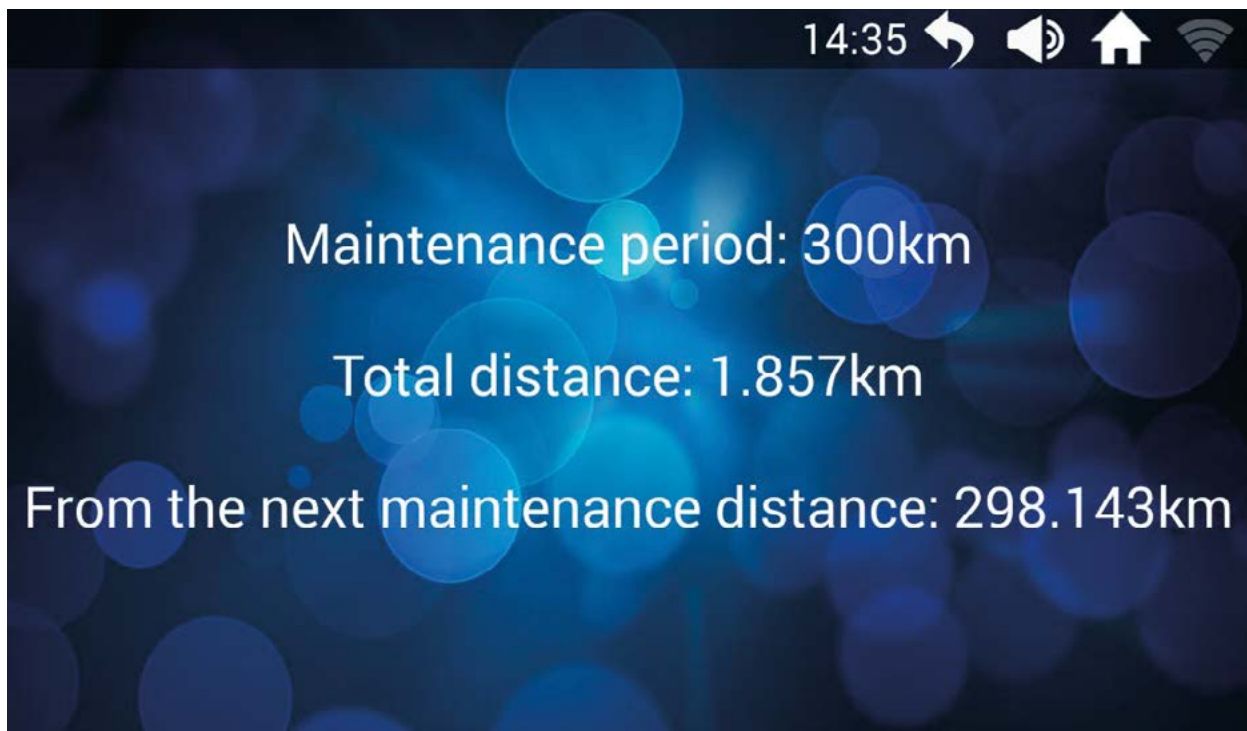 14:35
Maintenance period: 300km
Total distance: 1.857km
From the next maintenance distance: 298.143km